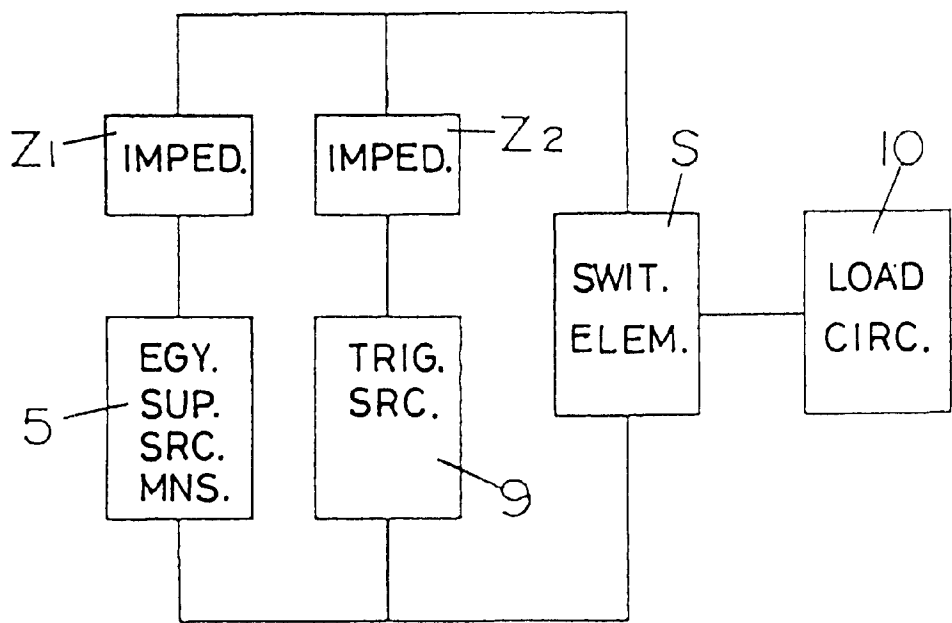 Z1
IMPED.
IMPED.
Z2
S
10
SWIT.
ELEM.
LOAD
CIRC.
5
EGY.
SUP.
SRC.
MNS.
TRIG.
SRC.
9